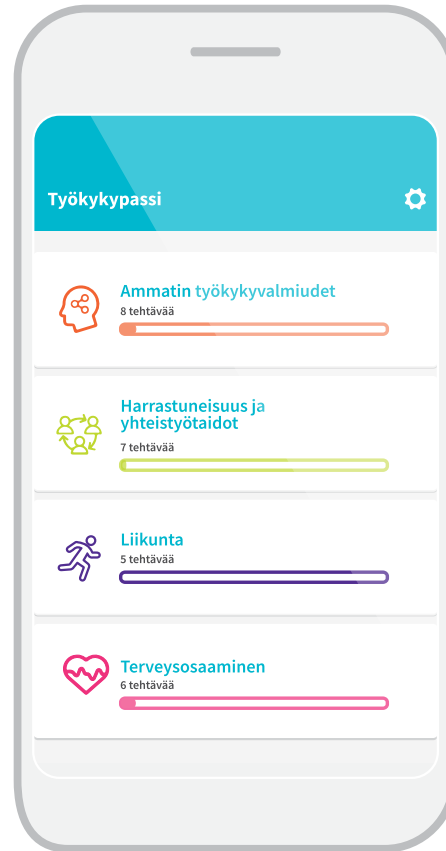 Työkykypassi
Ammatin työkykyvalmiudet
8 tehtävää
Harrastuneisuus ja
yhteistyötaidot
7 tehtävää
Liikunta
5 tehtävää
Terveysosaaminen
6 tehtävää